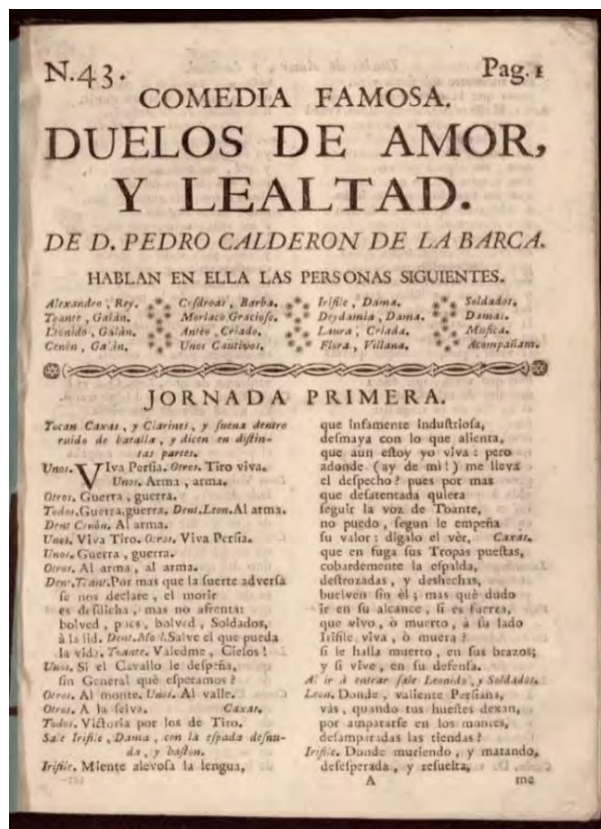 N.43.
Pag. 1
COMEDIA FAMOSA.
DUELOS DE AMOR,
Y LEALTAD.
DE D. PEDRO CALDERON DE LA BARCA.
HABLAN EN ELLA LAS PERSONAS SIGUIENTES.
Alexandro, Rey.
Toante, Galán.
Leonido, Galán.
Cenón, Galán.
Cosdroas, Barba.
Morlaco Gracioso.
Anteo, Criado.
Unos Cautivos.
Irifile, Dama.
Deydamia, Dama.
Laura, Criada.
Flora, Villana.
Soldados.
Damas.
Musica.
Acompañam.
JORNADA PRIMERA.
Tocan Caxas, y Clarines, y suena dentro
ruido de batalla, y dicen en distin-
tas partes.
Unos. VIva Persia. Otros. Tiro viva.
Unos. Arma, arma.
Otros. Guerra, guerra.
Todos. Guerra, guerra. Dent. Leon. Al arma.
Dent Cenón. Al arma.
Unos. Viva Tiro. Otros. Viva Persia.
Unos. Guerra, guerra.
Otros. Al arma, al arma.
Dent. Toant. Por mas que la suerte adversa
se nos declare, el morir
es desdicha, mas no afrenta:
bolved, pues, bolved, Soldados,
à la lid. Dent. Mo l. Salve el que pueda
la vida. Toante. Valedme, Cielos!
Unos. Si el Cavallo le despeña,
sin General què esperamos?
Otros. Al monte. Unos. Al valle.
Otros. A la selva. Caxas.
Todos. Victoria por los de Tiro.
Sale Irifile, Dama, con la espada desnu-
da, y baston.
Irifile. Miente alevosa la lengua,
que infamente industriosa,
desmaya con lo que alienta,
que aun estoy yo viva: pero
adonde (ay de mi!) me lleva
el despecho? pues por mas
que desatentada quiera
seguir la voz de Toante,
no puedo, segun le empeña
su valor: digalo el vèr, Caxas.
que en fuga sus Tropas puestas,
cobardemente la espalda,
destrozadas, y deshechas,
buelven sin èl; mas què dudo
ir en su alcance, si es fuerza,
que vivo, ò muerto, à su lado
Irifile viva, ò muera?
si le halla muerto, en sus brazos;
y si vive, en su defensa.
Al ir à entrar sale Leonido, y Soldados.
Leon. Donde, valiente Persiana,
vàs, quando tus huestes dexan,
por ampararse en los montes,
desamparadas las tiendas?
Irifile. Donde muriendo, y matando,
desesperada, y resuelta,
A
me